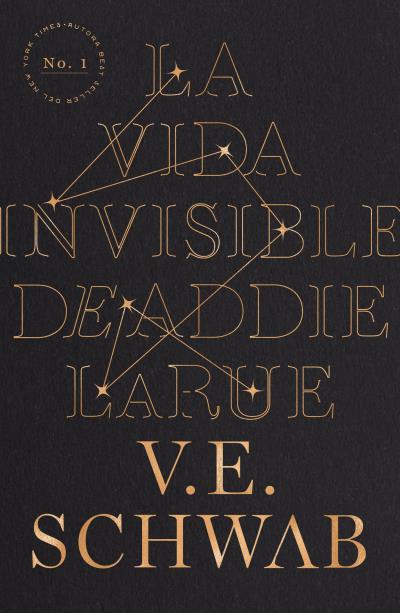 AUTORA BEST SELLER DEL NEW YORK TIMES •
No. 1
LA
VIDA
INVISIBLE
DE ADDIE
LARUE
V.E.
SCHWAB